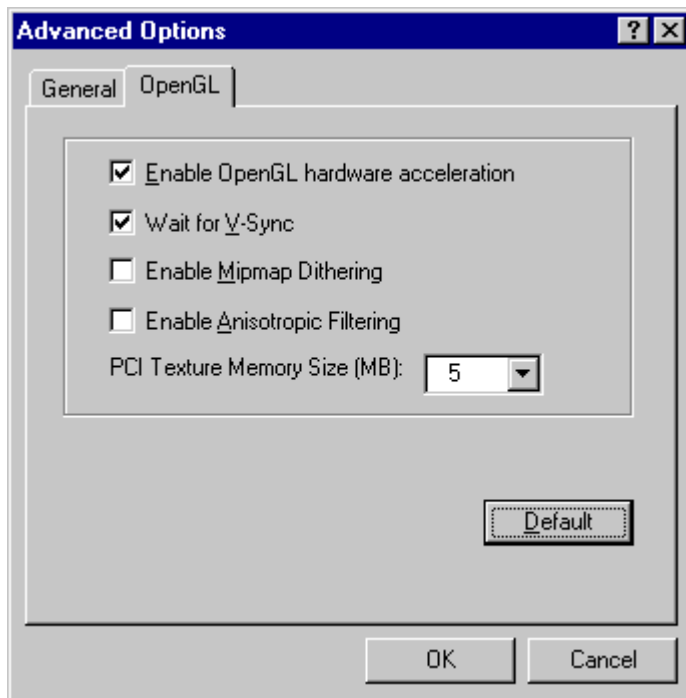 Advanced Options
General OpenGL
Enable OpenGL hardware acceleration
Wait for V-Sync
Enable Mipmap Dithering
Enable Anisotropic Filtering
PCI Texture Memory Size (MB): 5
Default
OK Cancel